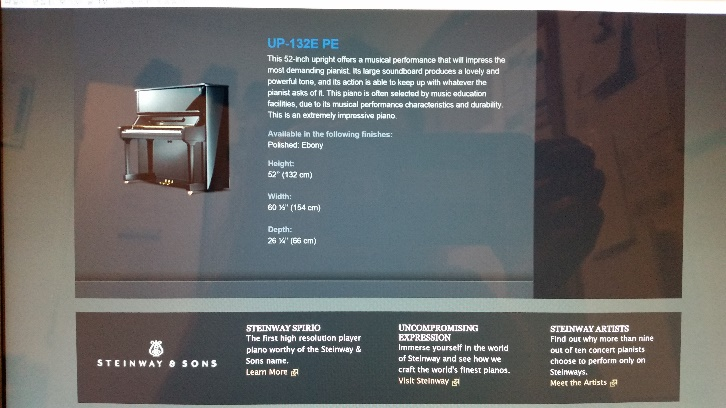 UP-132E PE
This 52-inch upright offers a musical performance that will impress the
most demanding pianist. Its large soundboard produces a lovely and
powerful tone, and its action is able to keep up with whatever the
pianist asks of it. This piano is often selected by music education
facilities, due to its musical performance characteristics and durability.
This is an extremely impressive piano.
Available in the following finishes:
Polished: Ebony
Height:
52" (132 cm)
Width:
60 ½" (154 cm)
Depth:
26 ¼" (66 cm)
STEINWAY & SONS
STEINWAY SPIRIO
The first high resolution player
piano worthy of the Steinway &
Sons name.
Learn More
UNCOMPROMISING
EXPRESSION
Immerse yourself in the world
of Steinway and see how we
craft the world's finest pianos.
Visit Steinway
STEINWAY ARTISTS
Find out why more than nine
out of ten concert pianists
choose to perform only on
Steinways.
Meet the Artists